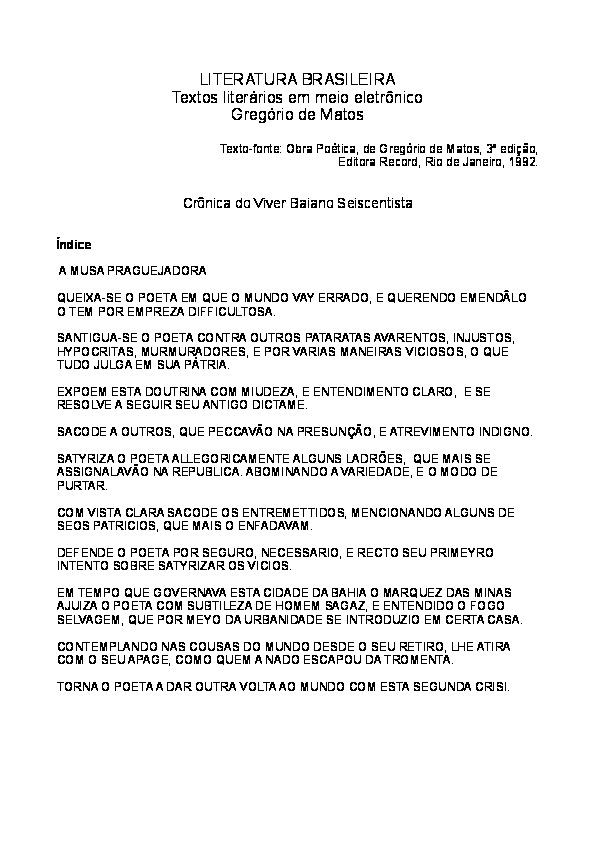 LITERATURA BRASILEIRA
Textos literários em meio eletrônico
Gregório de Matos
Texto-fonte: Obra Poética, de Gregório de Matos, 3ª edição,
Editora Record, Rio de Janeiro, 1992.
Crônica do Viver Baiano Seiscentista
Índice
A MUSA PRAGUEJADORA
QUEIXA-SE O POETA EM QUE O MUNDO VAY ERRADO, E QUERENDO EMENDÂLO
O TEM POR EMPREZA DIFFICULTOSA.
SANTIGUA-SE O POETA CONTRA OUTROS PATARATAS AVARENTOS, INJUSTOS,
HYPOCRITAS, MURMURADORES, E POR VARIAS MANEIRAS VICIOSOS, O QUE
TUDO JULGA EM SUA PÁTRIA.
EXPOEM ESTA DOUTRINA COM MIUDEZA, E ENTENDIMENTO CLARO, E SE
RESOLVE A SEGUIR SEU ANTIGO DICTAME.
SACODE A OUTROS, QUE PECCAVÃO NA PRESUNÇÃO, E ATREVIMENTO INDIGNO.
SATYRIZA O POETA ALLEGORICAMENTE ALGUNS LADRÕES, QUE MAIS SE
ASSIGNALAVÃO NA REPUBLICA. ABOMINANDO A VARIEDADE, E O MODO DE
PURTAR.
COM VISTA CLARA SACODE OS ENTREMETTIDOS, MENCIONANDO ALGUNS DE
SEOS PATRICIOS, QUE MAIS O ENFADAVAM.
DEFENDE O POETA POR SEGURO, NECESSARIO, E RECTO SEU PRIMEYRO
INTENTO SOBRE SATYRIZAR OS VICIOS.
EM TEMPO QUE GOVERNAVA ESTA CIDADE DA BAHIA O MARQUEZ DAS MINAS
AJUIZA O POETA COM SUBTILEZA DE HOMEM SAGAZ, E ENTENDIDO O FOGO
SELVAGEM, QUE POR MEYO DA URBANIDADE SE INTRODUZIO EM CERTA CASA.
CONTEMPLANDO NAS COUSAS DO MUNDO DESDE O SEU RETIRO, LHE ATIRA
COM O SEU APAGE, COMO QUEM A NADO ESCAPOU DA TROMENTA.
TORNA O POETA A DAR OUTRA VOLTA AO MUNDO COM ESTA SEGUNDA CRISI.